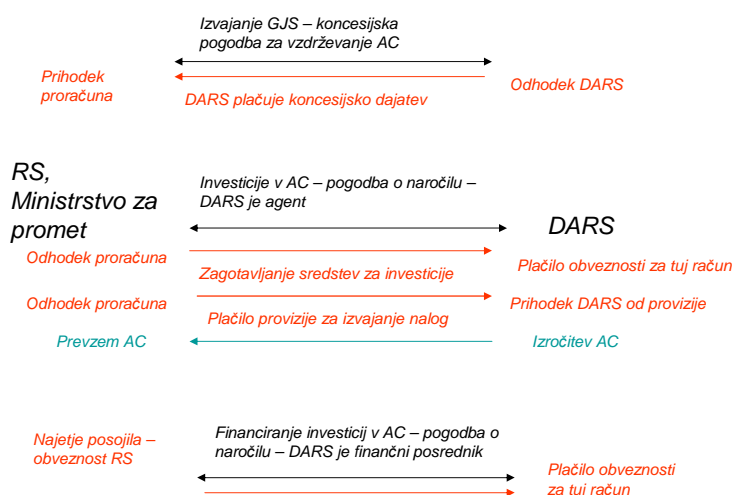 Izvajanje GJS – koncesijska
pogodba za vzdrževanje AC
Prihodek
proračuna
DARS plačuje koncesijsko dajatev
Odhodek DARS
RS,
Ministrstvo za
promet
Investicije v AC – pogodba o naročilu –
DARS je agent
DARS
Odhodek proračuna
Zagotavljanje sredstev za investicije
Plačilo obveznosti za tuj račun
Odhodek proračuna
Plačilo provizije za izvajanje nalog
Prihodek DARS od provizije
Prevzem AC
Izročitev AC
Najetje posojila –
obveznost RS
Financiranje investicij v AC – pogodba o
naročilu – DARS je finančni posrednik
Plačilo obveznosti
za tuj račun